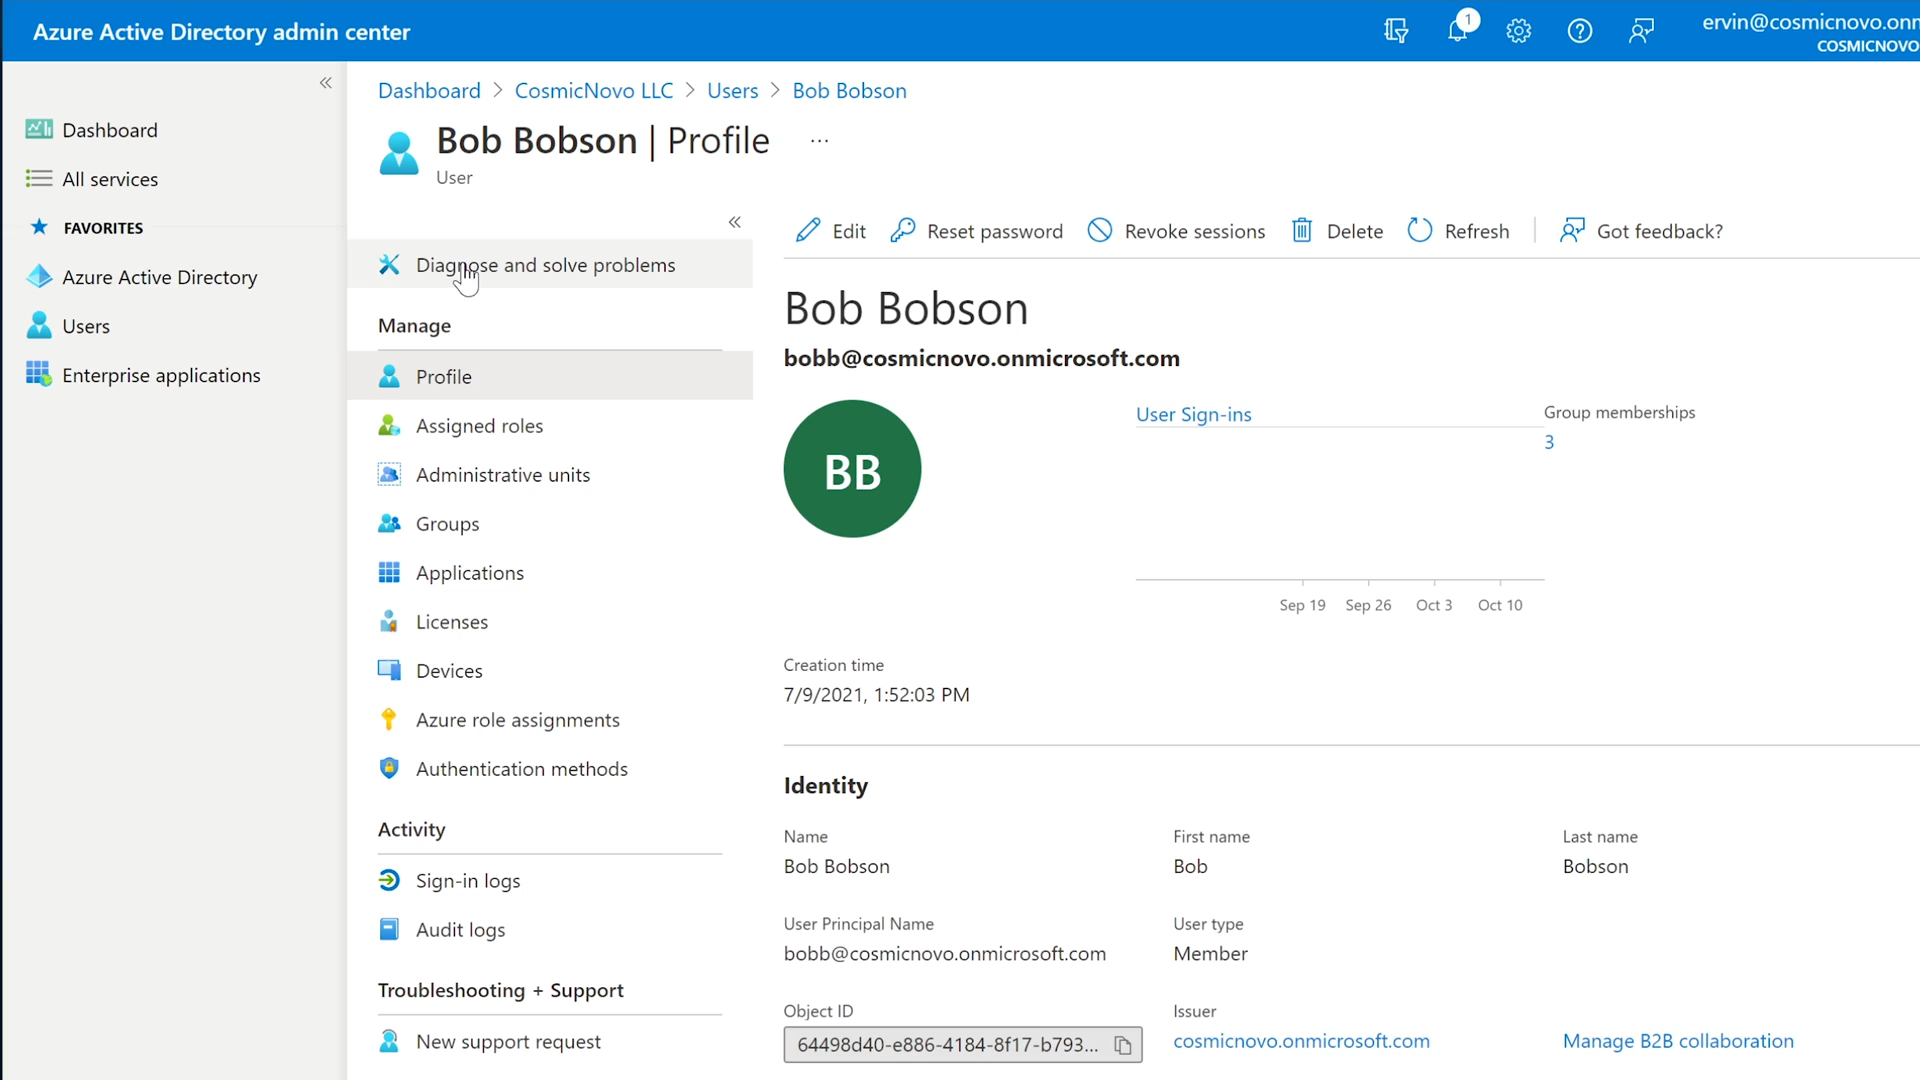 Azure Active Directory admin center
1
ervin@cosmicnovo.onm
COSMICNOVO
Dashboard
All services
FAVORITES
Azure Active Directory
Users
Enterprise applications
Dashboard > CosmicNovo LLC > Users > Bob Bobson
Bob Bobson | Profile ...
User
Diagnose and solve problems
Manage
Profile
Assigned roles
Administrative units
Groups
Applications
Licenses
Devices
Azure role assignments
Authentication methods
Activity
Sign-in logs
Audit logs
Troubleshooting + Support
New support request
Edit Reset password Revoke sessions Delete Refresh Got feedback?
Bob Bobson
bobb@cosmicnovo.onmicrosoft.com
BB
User Sign-ins
Group memberships
3
Sep 19 Sep 26 Oct 3 Oct 10
Creation time
7/9/2021, 1:52:03 PM
Identity
Name First name Last name
Bob Bobson Bob Bobson
User Principal Name User type
bobb@cosmicnovo.onmicrosoft.com Member
Object ID Issuer
64498d40-e886-4184-8f17-b793... cosmicnovo.onmicrosoft.com Manage B2B collaboration